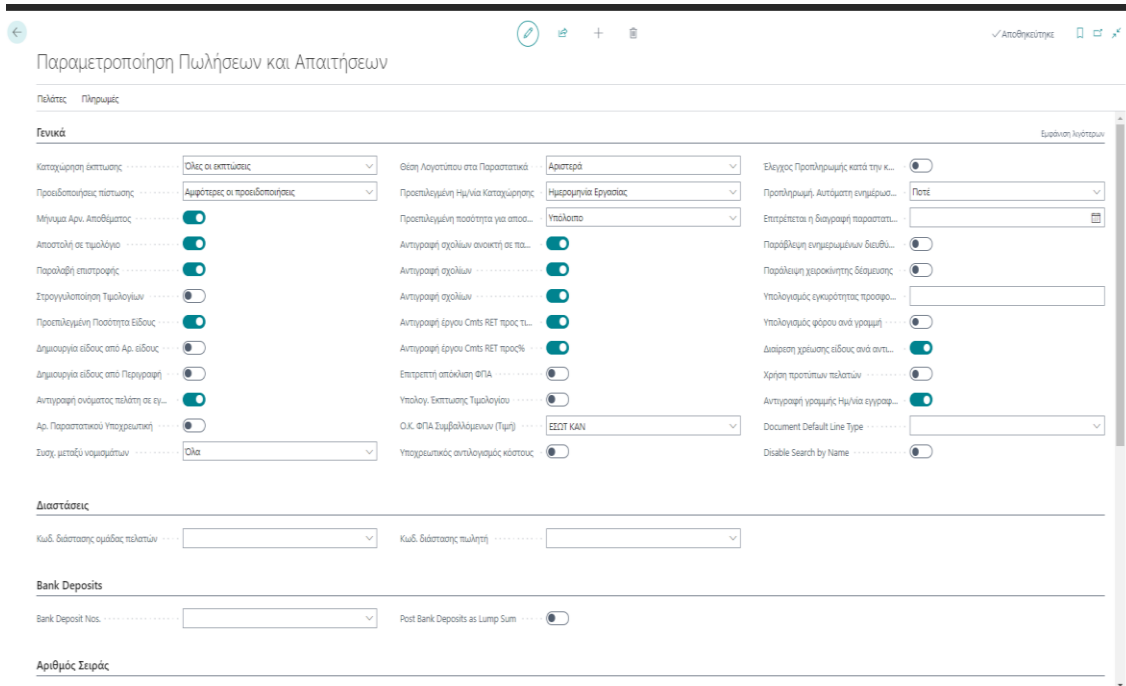 Αποθηκεύτηκε
Παραμετροποίηση Πωλήσεων και Απαιτήσεων
Πελάτες Πληρωμές
Γενικά
Εμφάνιση λιγότερων
Καταχώρηση έκπτωσης Όλες οι εκπτώσεις
Προειδοποιήσεις πίστωσης Αμφότερες οι προειδοποιήσεις
Μήνυμα Αρν. Αποθέματος
Αποστολή σε τιμολόγιο
Παραλαβή επιστροφής
Στρογγυλοποίηση Τιμολογίων
Προεπιλεγμένη Ποσότητα Είδους
Δημιουργία είδους από Αρ. είδους
Δημιουργία είδους από Περιγραφή
Αντιγραφή ονόματος πελάτη σε εγ...
Αρ. Παραστατικού Υποχρεωτική
Συσχ. μεταξύ νομισμάτων Όλα
Θέση Λογοτύπου στα Παραστατικά Αριστερά
Προεπιλεγμένη Ημ/νία Καταχώρησης Ημερομηνία Εργασίας
Προεπιλεγμένη ποσότητα για αποσ... Υπόλοιπο
Αντιγραφή σχολίων ανοικτή σε πα...
Αντιγραφή σχολίων
Αντιγραφή σχολίων
Αντιγραφή έργου Cmts RET προς τι...
Αντιγραφή έργου Cmts RET προς%
Επιτρεπτή απόκλιση ΦΠΑ
Υπολογ. Έκπτωσης Τιμολογίου
Ο.Κ. ΦΠΑ Συμβαλλόμενων (Τιμή) ΕΣΩΤ ΚΑΝ
Υποχρεωτικός αντιλογισμός κόστους
Έλεγχος Προπληρωμής κατά την κ...
Προπληρωμή. Αυτόματη ενημέρωσ... Ποτέ
Επιτρέπεται η διαγραφή παραστατι...
Παράβλεψη ενημερωμένων διευθύ...
Παράλειψη χειροκίνητης δέσμευσης
Υπολογισμός εγκυρότητας προσφο...
Υπολογισμός φόρου ανά γραμμή
Διαίρεση χρέωσης είδους ανά αντι...
Χρήση προτύπων πελατών
Αντιγραφή γραμμής Ημ/νία εγγραφ...
Document Default Line Type
Disable Search by Name
Διαστάσεις
Κωδ. διάστασης ομάδας πελατών
Κωδ. διάστασης πωλητή
Bank Deposits
Bank Deposit Nos.
Post Bank Deposits as Lump Sum
Αριθμός Σειράς